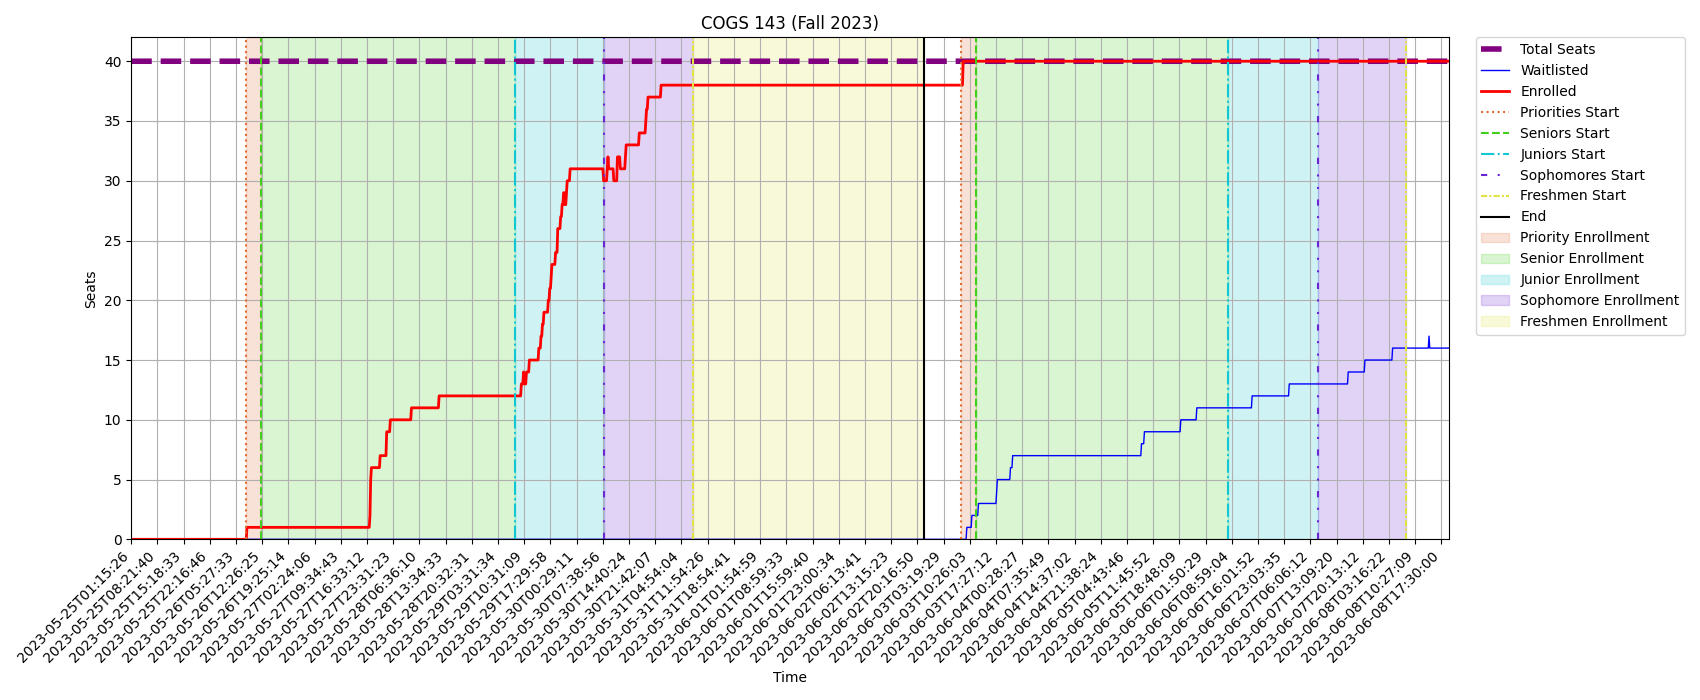 COGS 143 (Fall 2023)
Seats
40
35
30
25
20
15
10
5
0
2023-05-25T01:15:26
2023-05-25T08:21:40
2023-05-25T15:18:33
2023-05-25T22:16:46
2023-05-26T05:27:33
2023-05-26T12:26:25
2023-05-26T19:25:14
2023-05-27T02:24:06
2023-05-27T09:34:43
2023-05-27T16:33:12
2023-05-27T23:31:23
2023-05-28T06:36:10
2023-05-28T13:34:33
2023-05-28T20:32:31
2023-05-29T03:31:34
2023-05-29T10:31:09
2023-05-29T17:29:58
2023-05-30T00:29:11
2023-05-30T07:38:56
2023-05-30T14:40:24
2023-05-30T21:42:07
2023-05-31T04:54:04
2023-05-31T11:54:26
2023-05-31T18:54:41
2023-06-01T01:54:59
2023-06-01T08:59:33
2023-06-01T15:59:40
2023-06-01T23:00:34
2023-06-02T06:13:41
2023-06-02T13:15:23
2023-06-02T20:16:50
2023-06-03T03:19:29
2023-06-03T10:26:03
2023-06-03T17:27:12
2023-06-04T00:28:27
2023-06-04T07:35:49
2023-06-04T14:37:02
2023-06-04T21:38:24
2023-06-05T04:43:46
2023-06-05T11:45:52
2023-06-05T18:48:09
2023-06-06T01:50:29
2023-06-06T08:59:04
2023-06-06T16:01:52
2023-06-06T23:03:35
2023-06-07T06:06:12
2023-06-07T13:09:20
2023-06-07T20:13:12
2023-06-08T03:16:22
2023-06-08T10:27:09
2023-06-08T17:30:00
Time
Total Seats
Waitlisted
Enrolled
Priorities Start
Seniors Start
Juniors Start
Sophomores Start
Freshmen Start
End
Priority Enrollment
Senior Enrollment
Junior Enrollment
Sophomore Enrollment
Freshmen Enrollment